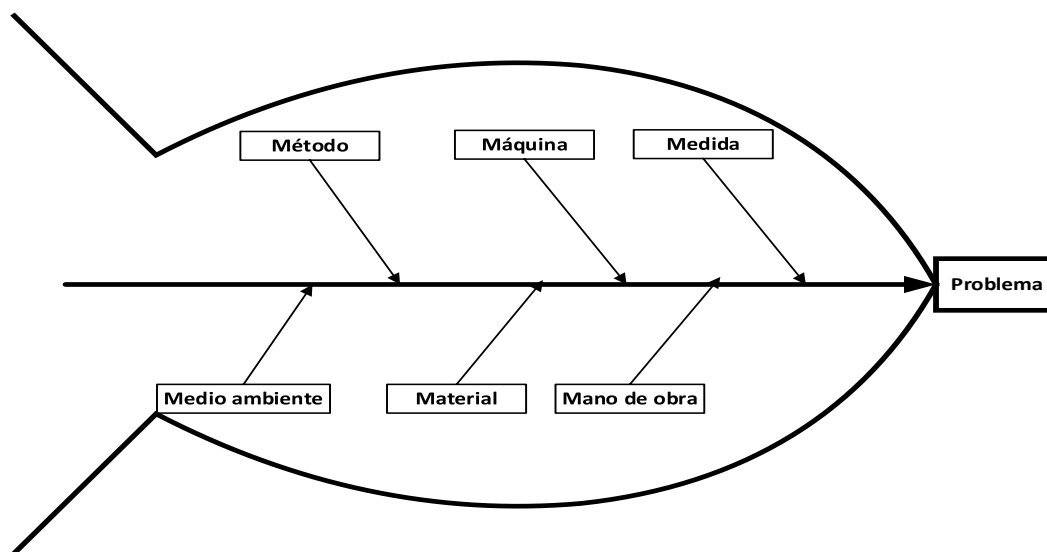 Método
Máquina
Medida
Problema
Medio ambiente
Material
Mano de obra